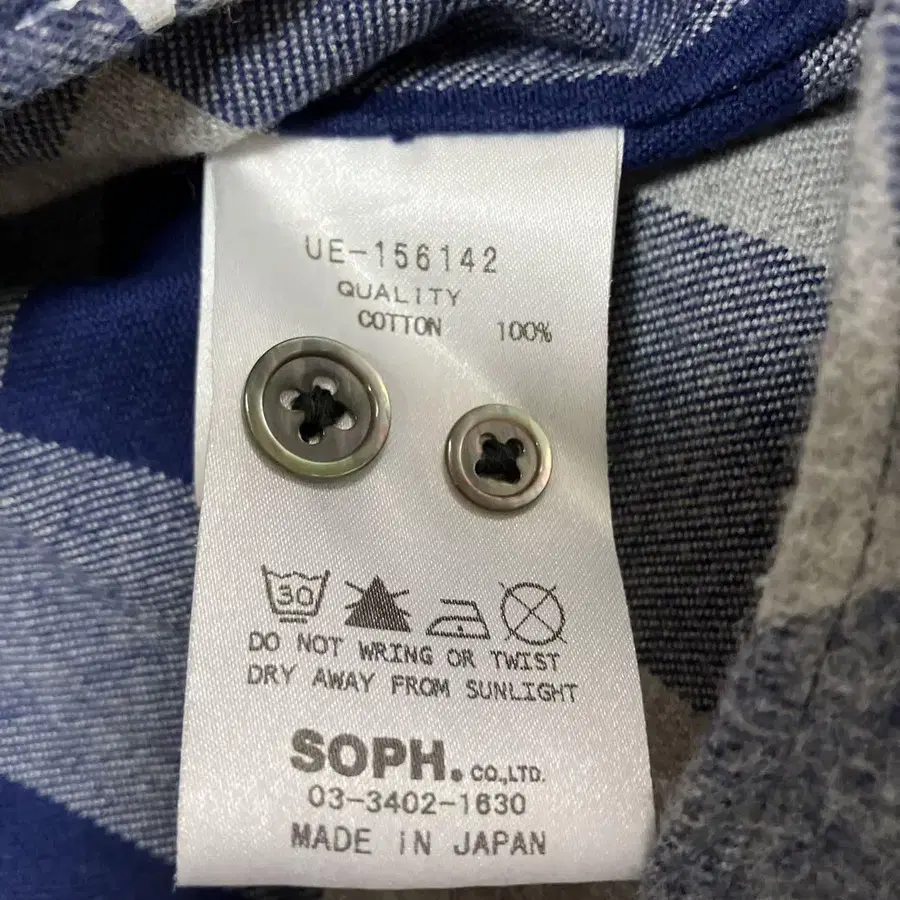 UE-156142
QUALITY
COTTON 100%
30
DO NOT WRING OR TWIST
DRY AWAY FROM SUNLIGHT
SOPH. CO.,LTD.
03-3402-1630
MADE IN JAPAN